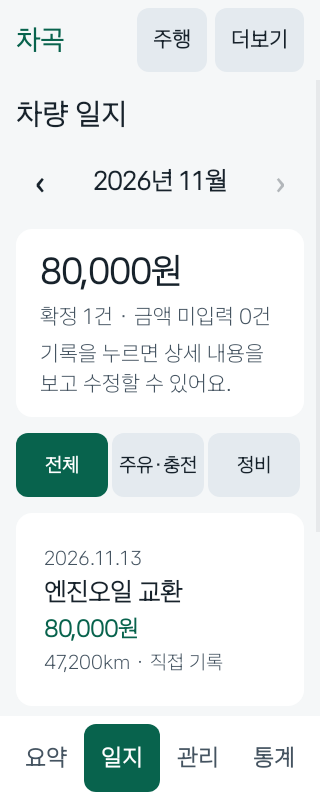 차곡
주행
더보기
차량 일지
‹ 2026년 11월 ›
80,000원
확정 1건 · 금액 미입력 0건
기록을 누르면 상세 내용을
보고 수정할 수 있어요.
전체
주유·충전
정비
2026.11.13
엔진오일 교환
80,000원
47,200km · 직접 기록
요약
일지
관리
통계